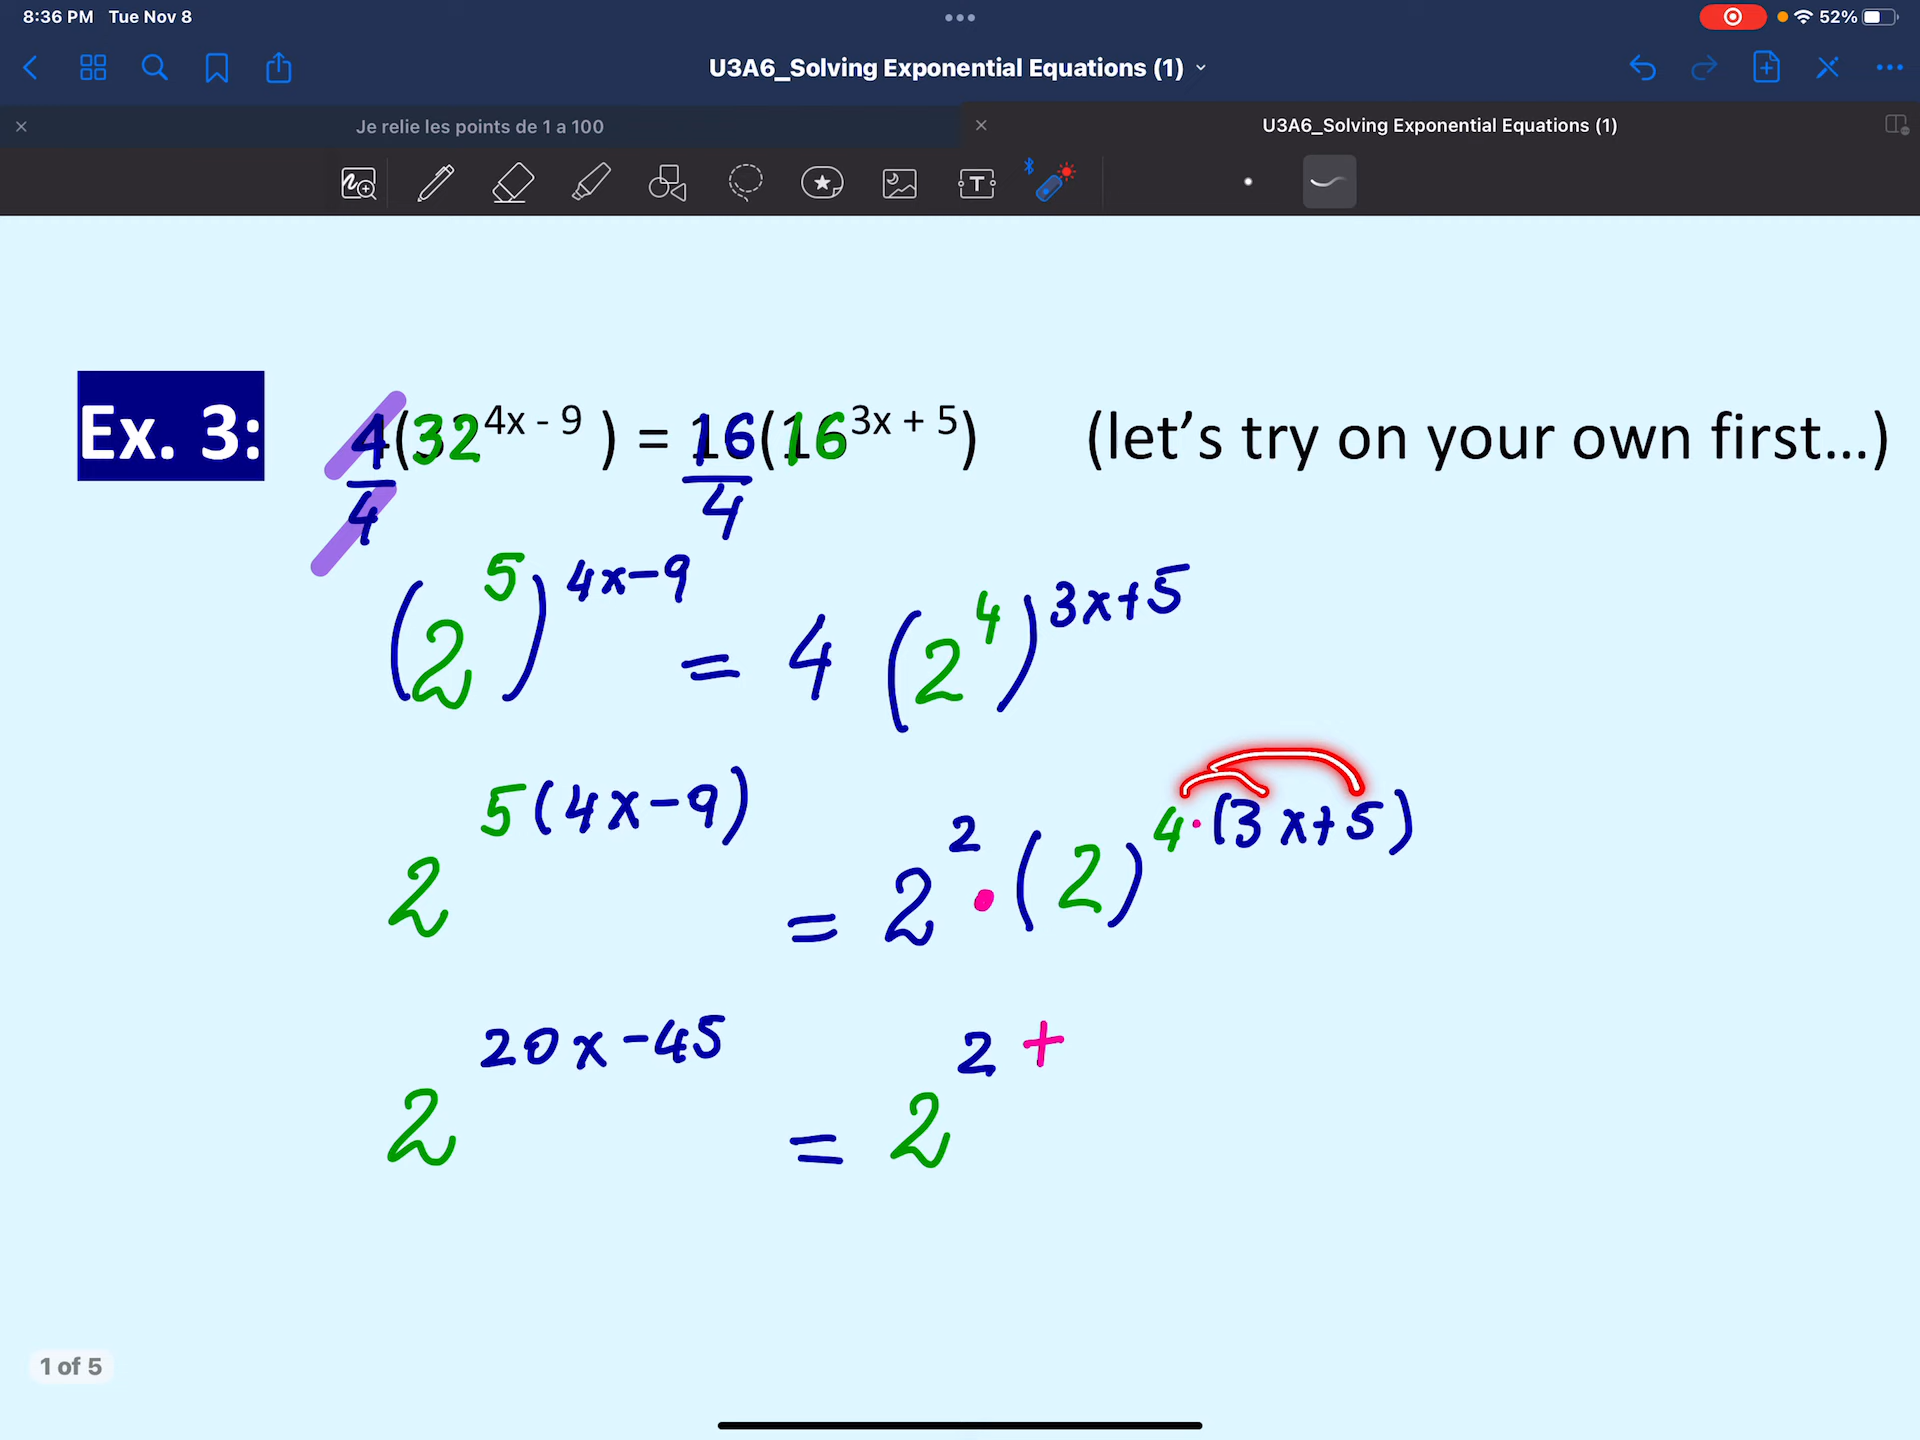 8:36 PM Tue Nov 8
52%
U3A6_Solving Exponential Equations (1)
Je relie les points de 1 a 100
U3A6_Solving Exponential Equations (1)
T
Ex. 3: 4(32^(4x - 9)) = 16(16^(3x + 5)) (let's try on your own first...)
4 4
(2^5)^(4x-9) = 4 (2^4)^(3x+5)
2^(5(4x-9)) = 2^2 • (2)^(4•(3x+5))
2^(20x-45) = 2^(2 +
1 of 5